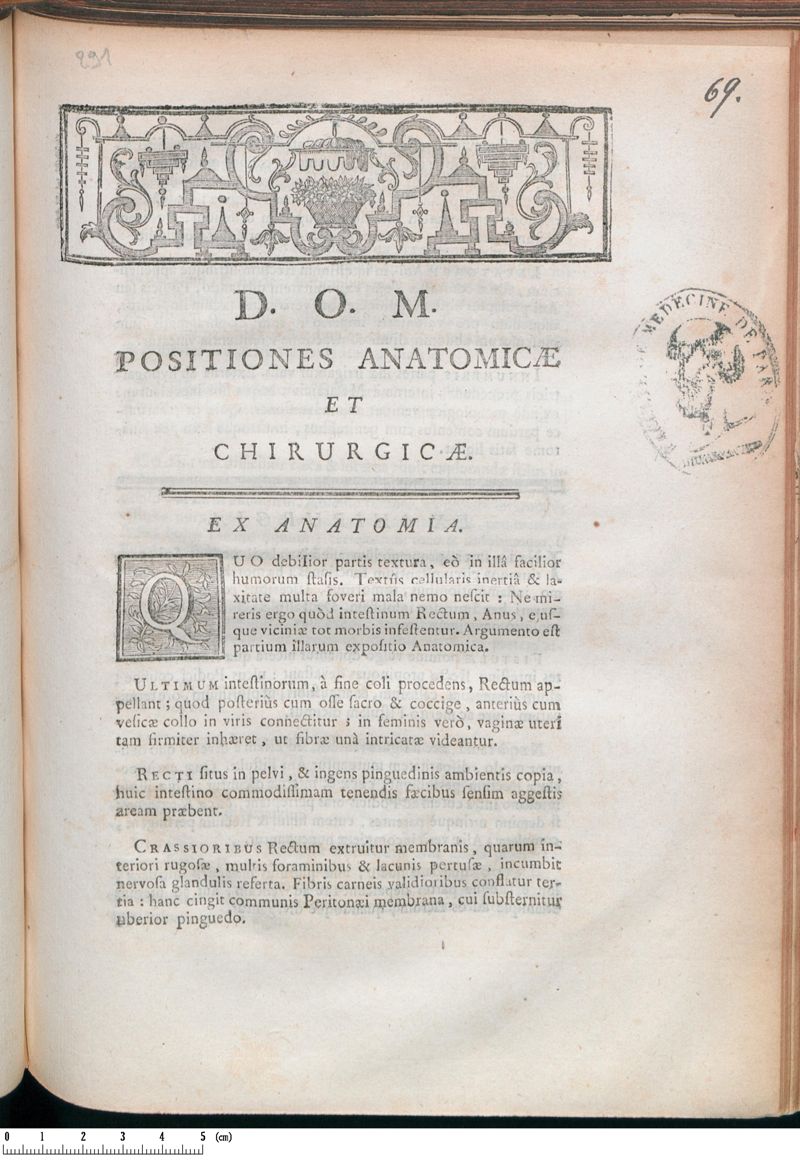 291
69.
D. O. M.
POSITIONES ANATOMICÆ
ET
CHIRURGICÆ.
MEDECINE DE PARIS
EX ANATOMIA.
QUO debilior partis textura, eò in illâ facilior
humorum stasis. Textûs cellularis inertiâ & la-
xitate multa foveri mala nemo nescit : Ne mi-
reris ergo quòd intestinum Rectum, Anus, ejus-
que viciniæ tot morbis infestentur. Argumento est
partium illarum expositio Anatomica.
ULTIMUM intestinorum, à fine coli procedens, Rectum ap-
pellant ; quod posteriùs cum osse sacro & coccige, anteriùs cum
vesicæ collo in viris connectitur ; in feminis verò, vaginæ uteri
tam firmiter inhæret, ut fibræ unà intricatæ videantur.
RECTI situs in pelvi, & ingens pinguedinis ambientis copia,
huic intestino commodissimam tenendis fæcibus sensim aggestis
aream præbent.
CRASSIORIBUS Rectum extruitur membranis, quarum in-
teriori rugosæ, multis foraminibus & lacunis pertusæ, incumbit
nervosa glandulis referta. Fibris carneis validioribus conflatur ter-
tia : hanc cingit communis Peritonæi membrana, cui substernitur
uberior pinguedo.
0 1 2 3 4 5 (cm)